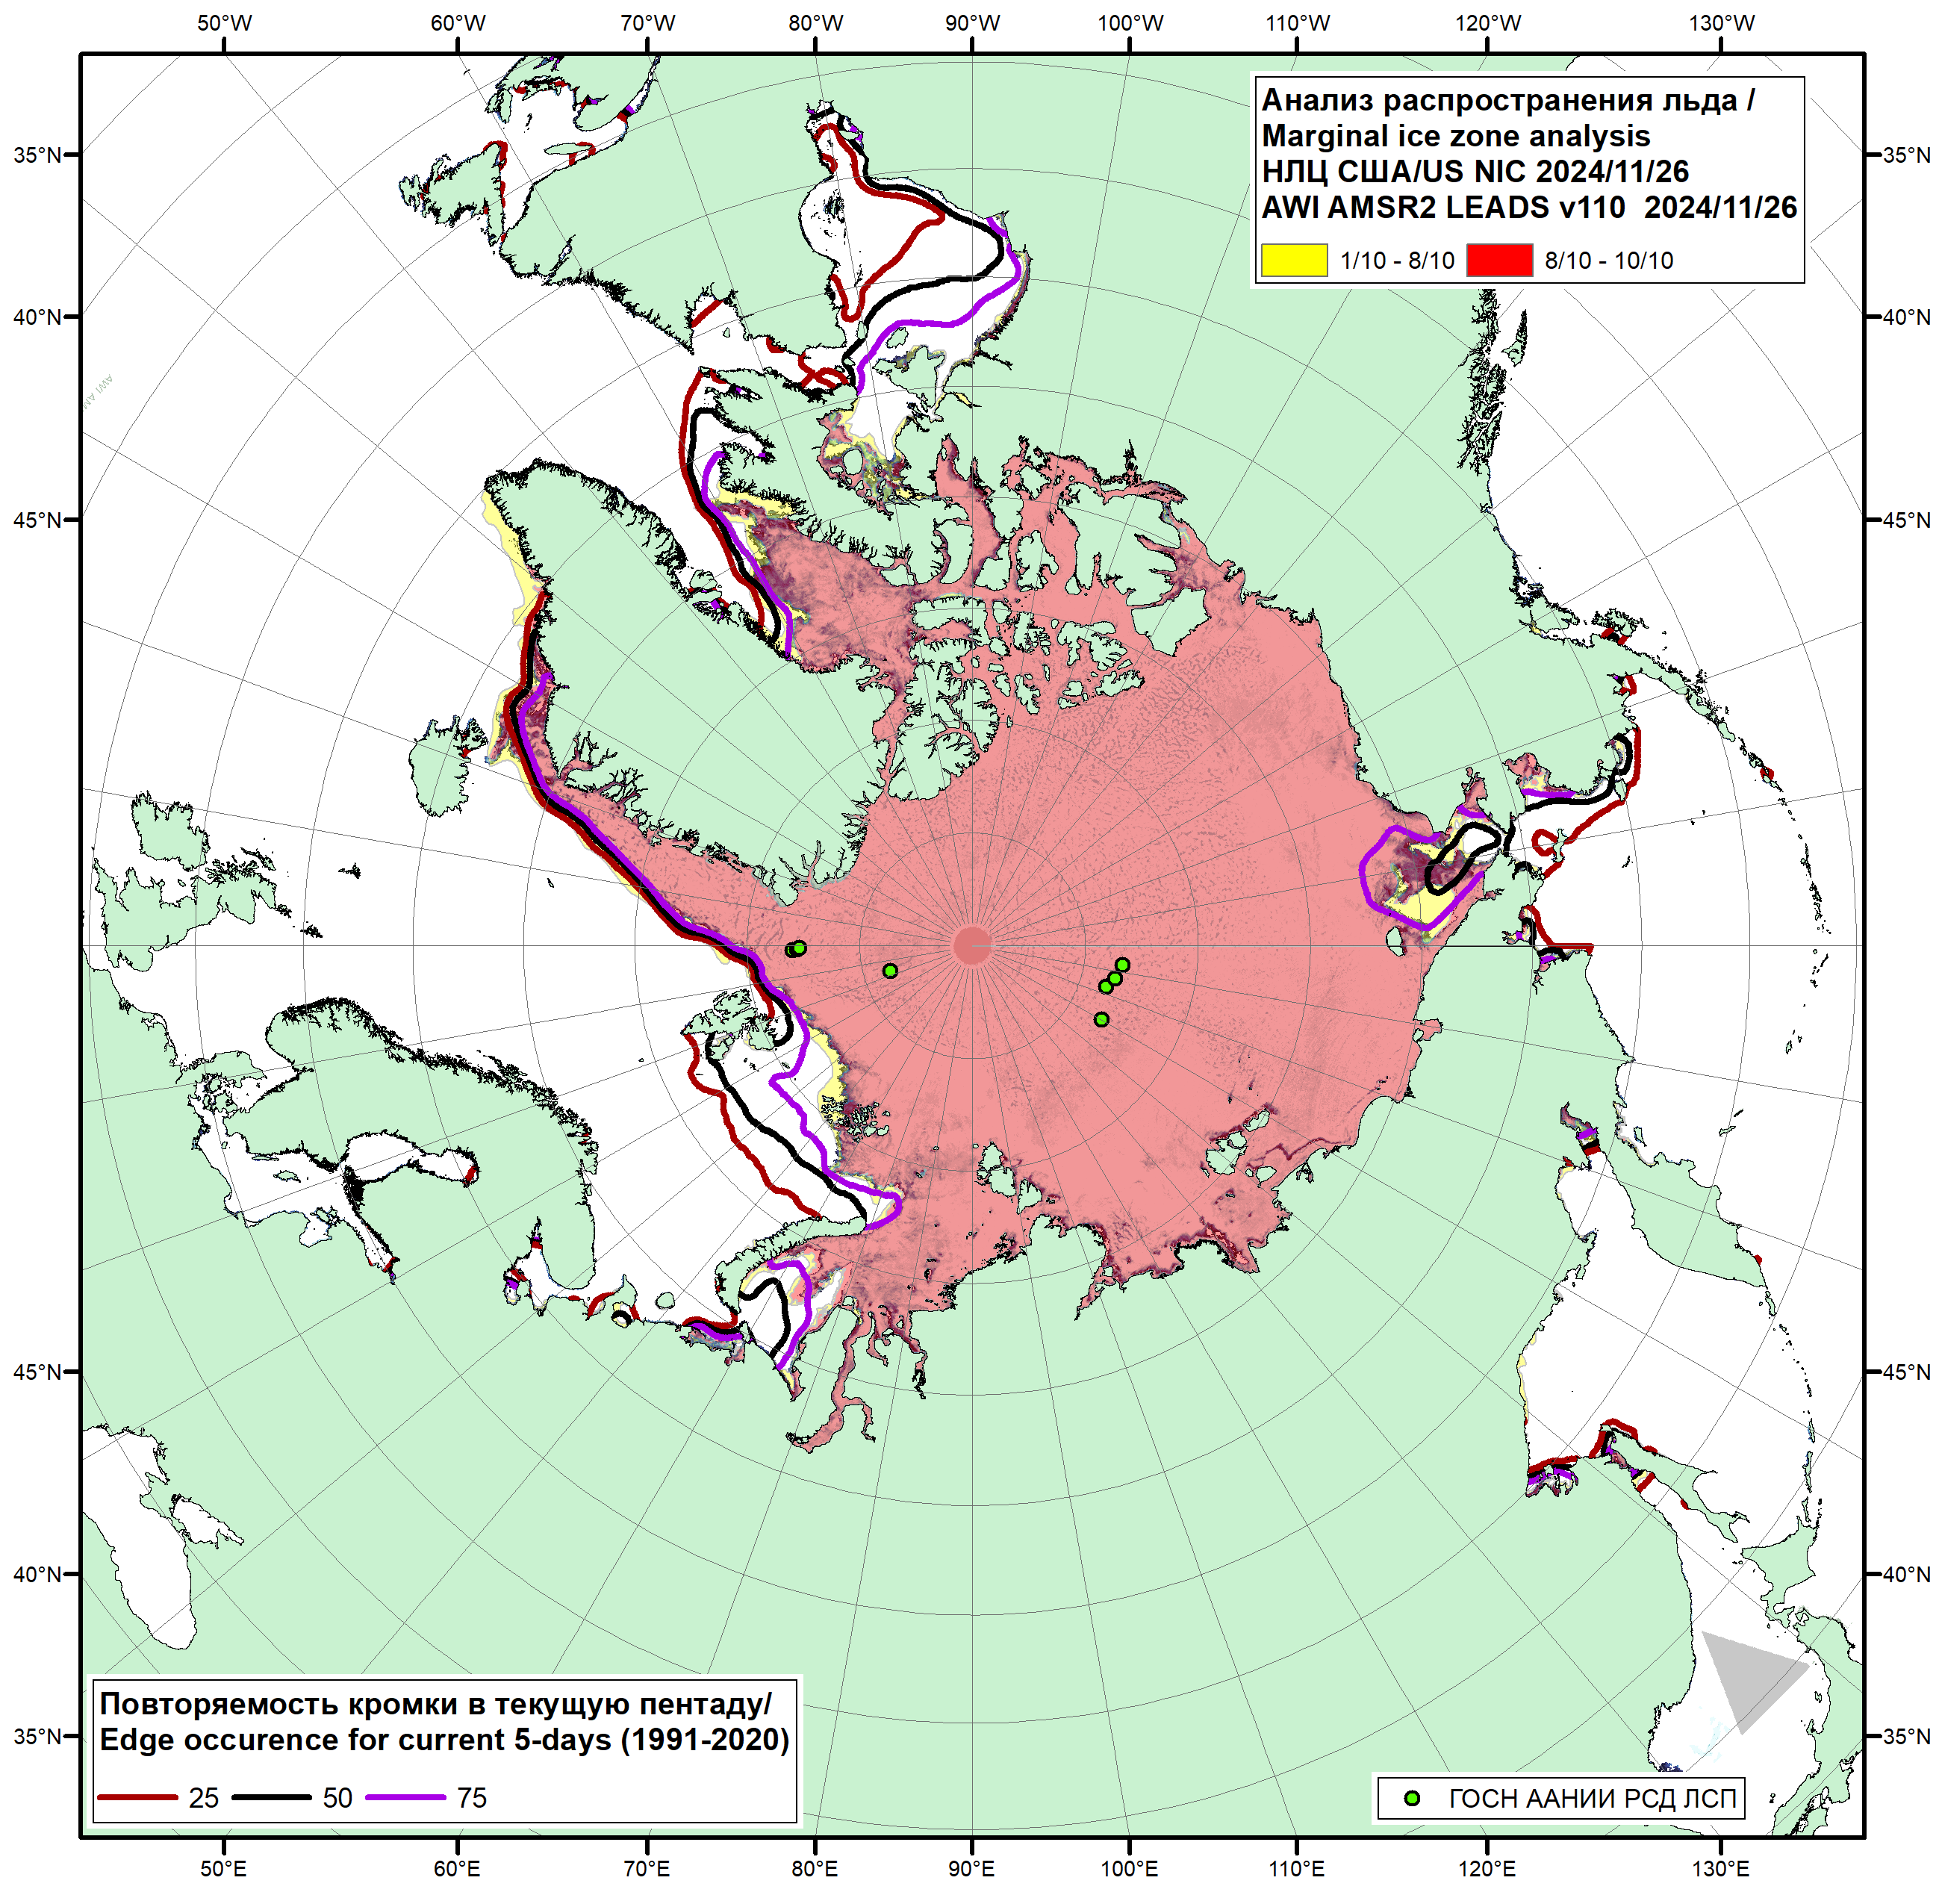 50°W 60°W 70°W 80°W 90°W 100°W 110°W 120°W 130°W
Анализ распространения льда /
Marginal ice zone analysis
НЛЦ США/US NIC 2024/11/26
AWI AMSR2 LEADS v110 2024/11/26
1/10 - 8/10 8/10 - 10/10
35°N 35°N
40°N 40°N
AWI AM
45°N 45°N
45°N 45°N
40°N 40°N
35°N 35°N
Повторяемость кромки в текущую пентаду/
Edge occurence for current 5-days (1991-2020)
25 50 75
ГОСН ААНИИ РСД ЛСП
50°E 60°E 70°E 80°E 90°E 100°E 110°E 120°E 130°E